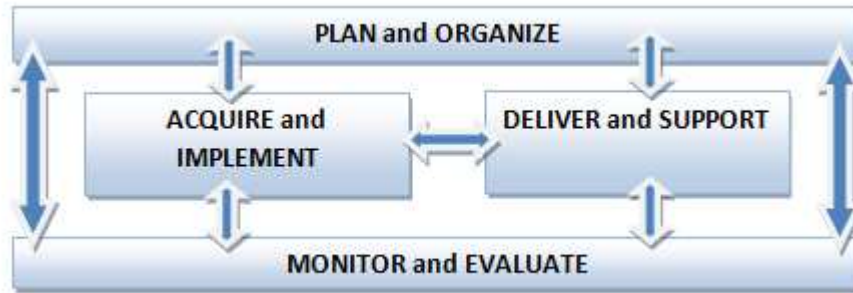 PLAN and ORGANIZE
ACQUIRE and
IMPLEMENT
DELIVER and SUPPORT
MONITOR and EVALUATE